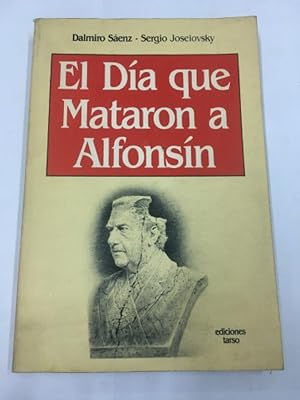 Dalmiro Sáenz · Sergio Joselovsky
El Día que
Mataron a
Alfonsín
ediciones
tarso